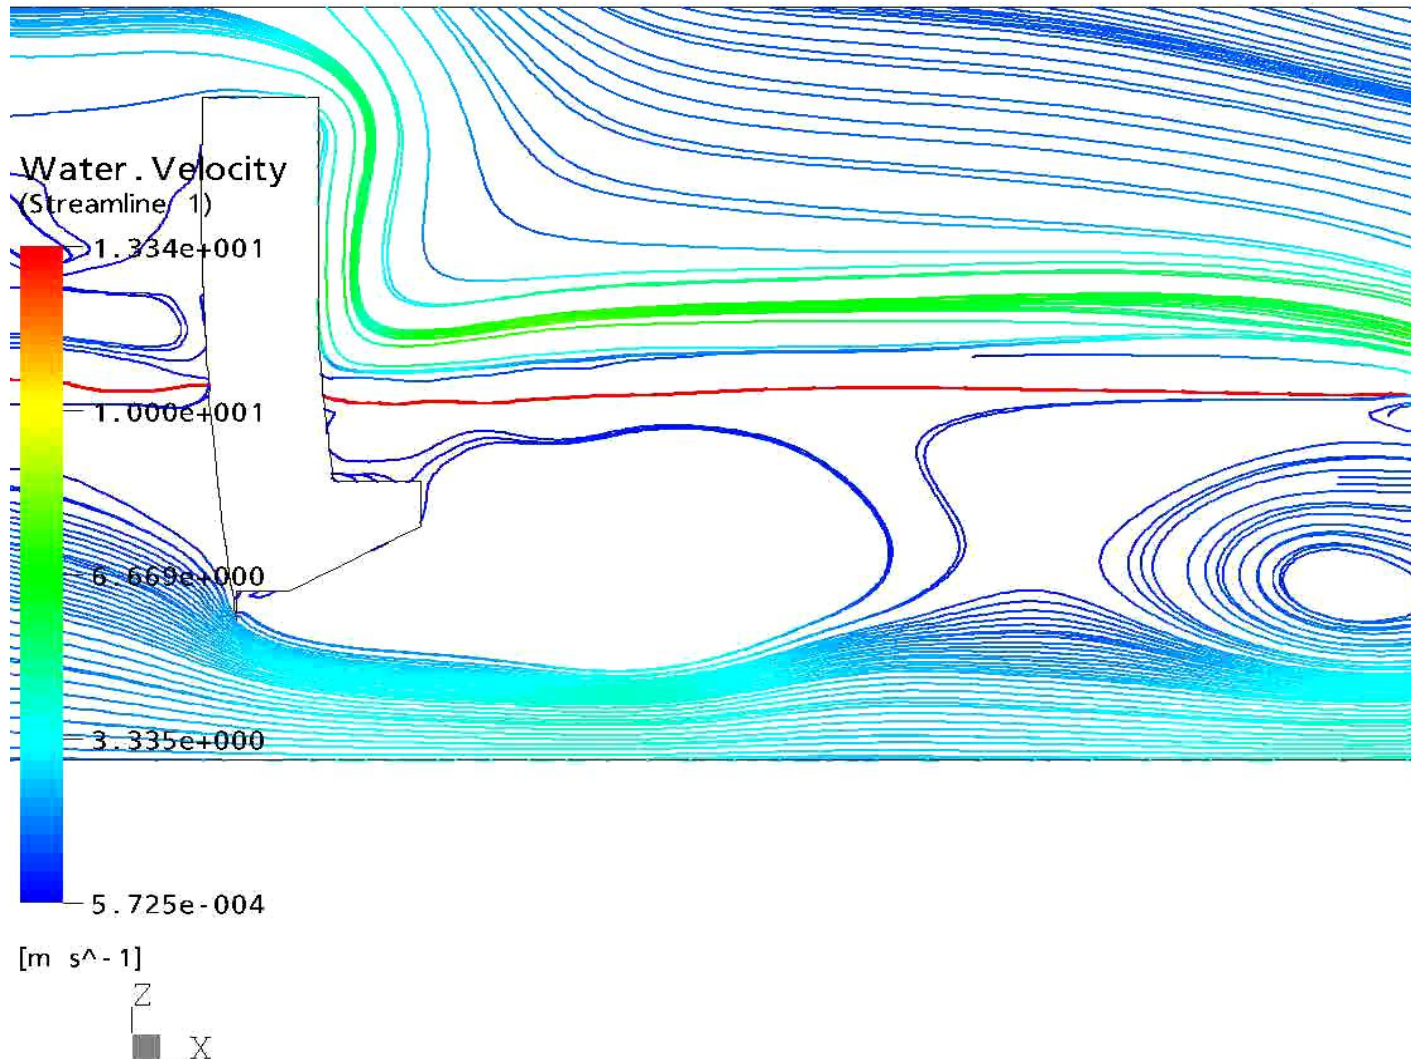 Water.Velocity
(Streamline 1)
1.334e+001
1.000e+001
6.669e+000
3.335e+000
5.725e-004
[m s^-1]
Z
X